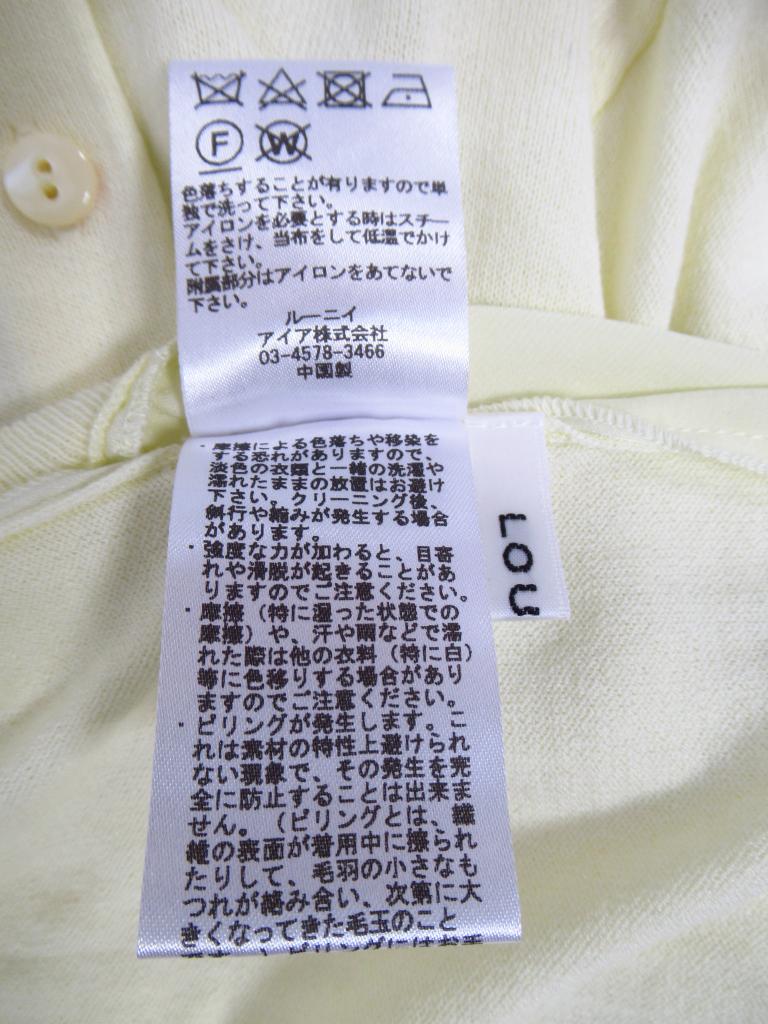 F W
色落ちすることが有りますので単
独で洗って下さい。
アイロンを必要とする時はスチー
ムをさけ、当布をして低温でかけ
て下さい。
附属部分はアイロンをあてないで
下さい。
ルーニィ
アイア株式会社
03-4578-3466
中国製
・摩擦による色落ちや移染を
する恐れがありますので、
淡色の衣類と一緒の洗濯や
濡れたままの放置はお避け
下さい。クリーニング後、
斜行や縮みが発生する場合
があります。
・強度な力が加わると、目寄
れや滑脱が起きることがあ
りますのでご注意ください。
・摩擦（特に湿った状態での
摩擦）や、汗や雨などで濡
れた際は他の衣料（特に白）
等に色移りする場合があり
ますのでご注意ください。
・ピリングが発生します。こ
れは素材の特性上避けられ
ない現象で、その発生を完
全に防止することは出来ま
せん。（ピリングとは、繊
維の表面が着用中に擦られ
たりして、毛羽の小さなも
つれが絡み合い、次第に大
きくなってきた毛玉のこと
LOU